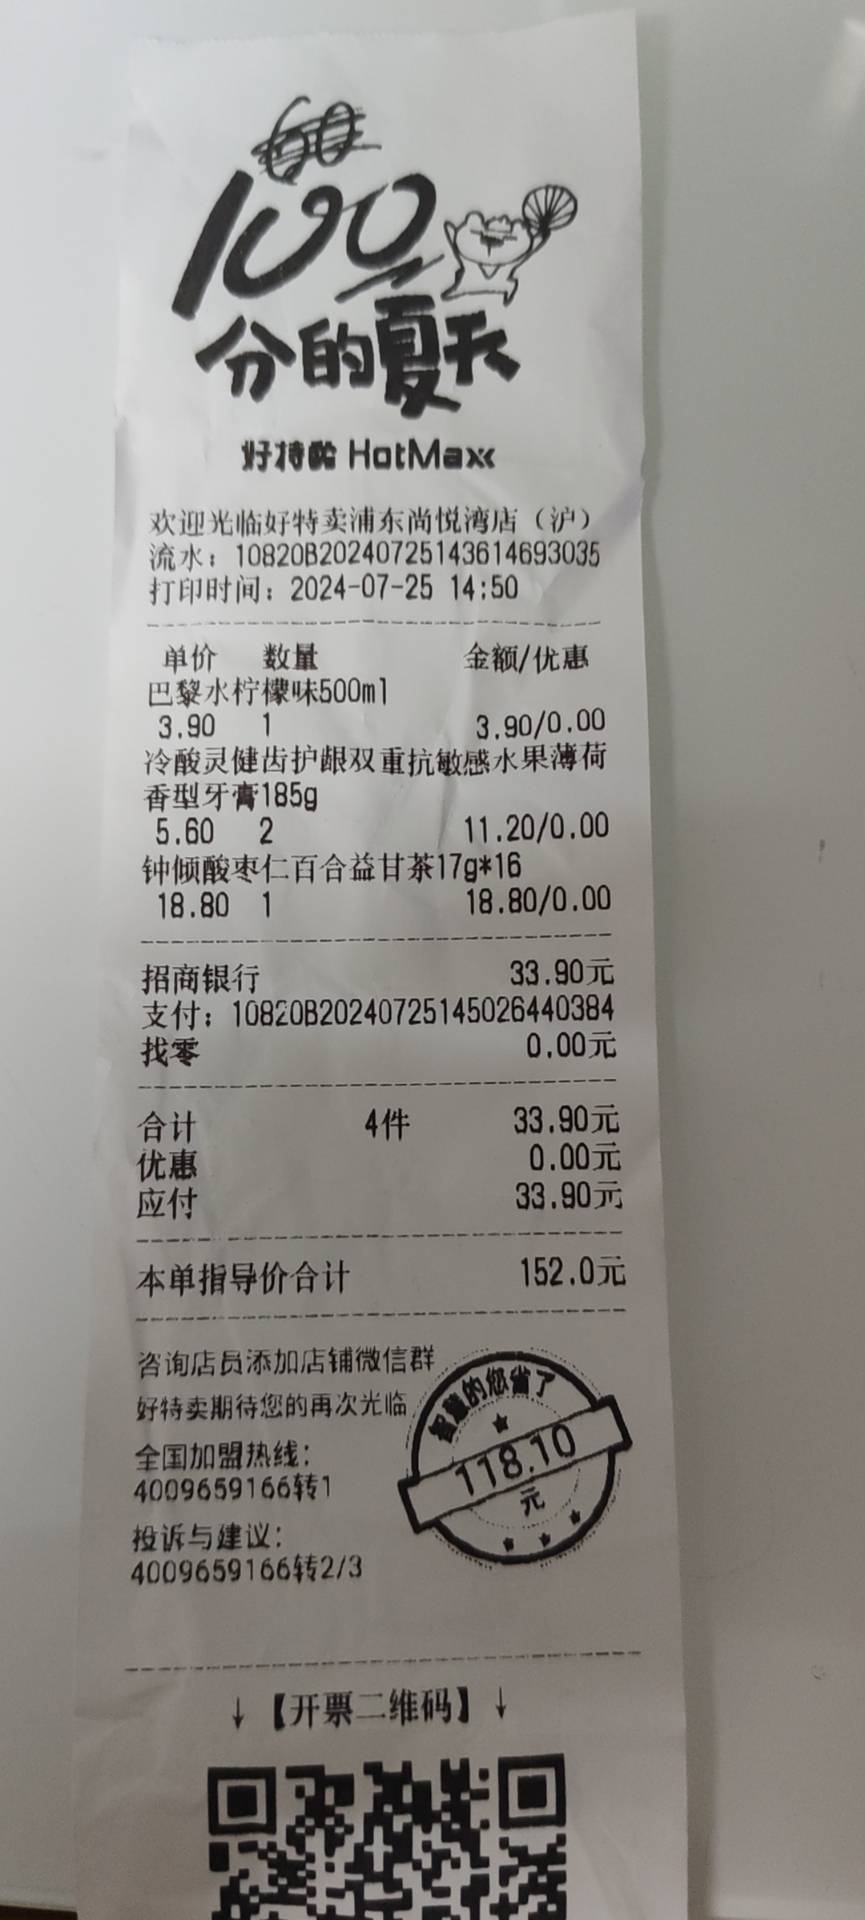 100
分的夏天
好特卖 HotMaxx
欢迎光临好特卖浦东尚悦湾店（沪）
流水：10820B20240725143614693035
打印时间：2024-07-25 14:50
单价 数量 金额/优惠
巴黎水柠檬味500ml
3.90 1 3.90/0.00
冷酸灵健齿护龈双重抗敏感水果薄荷
香型牙膏185g
5.60 2 11.20/0.00
钟倾酸枣仁百合益甘茶17g*16
18.80 1 18.80/0.00
招商银行 33.90元
支付：10820B20240725145026440384
找零 0.00元
合计 4件 33.90元
优惠 0.00元
应付 33.90元
本单指导价合计 152.0元
咨询店员添加店铺微信群
好特卖期待您的再次光临
全国加盟热线：
4009659166转1
投诉与建议：
4009659166转2/3
智慧的您省了
118.10
元
↓【开票二维码】↓